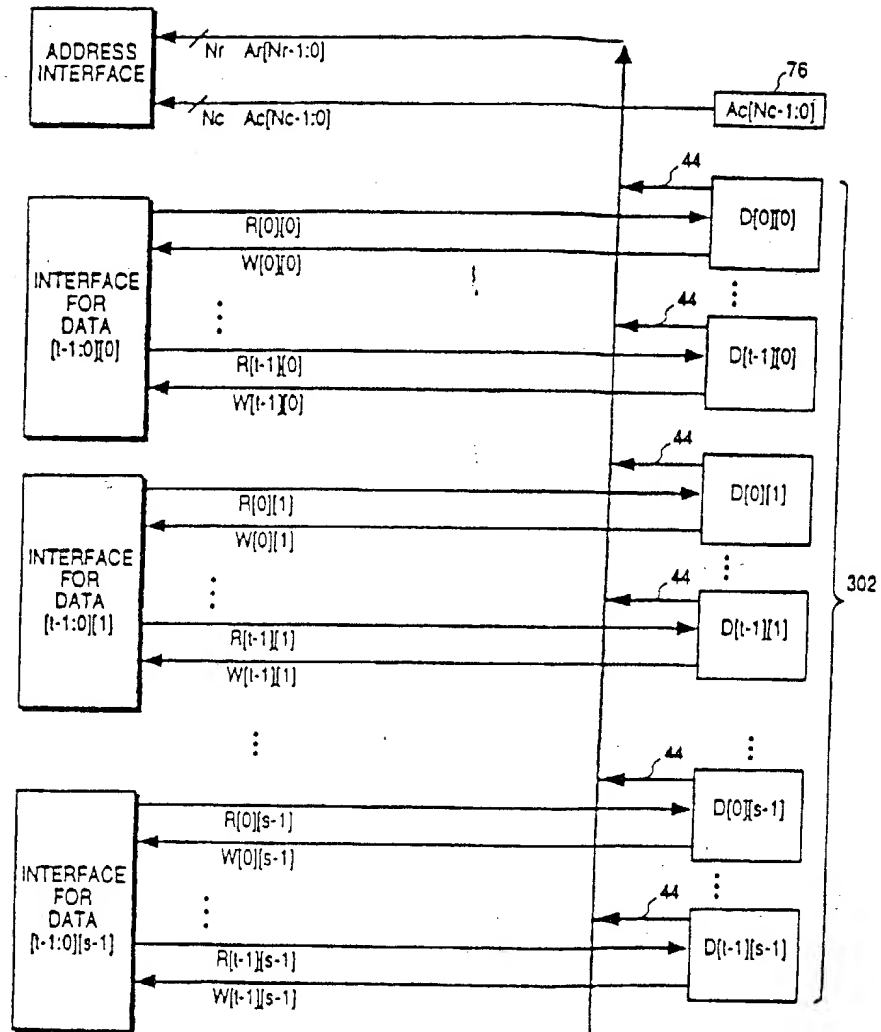 ADDRESS
INTERFACE
Nr Ar[Nr-1:0]
Nc Ac[Nc-1:0]
76
Ac[Nc-1:0]
44
D[0][0]
R[0][0]
W[0][0]
INTERFACE
FOR
DATA
[t-1:0][0]
44
D[t-1][0]
R[t-1][0]
W[t-1][0]
44
D[0][1]
R[0][1]
W[0][1]
INTERFACE
FOR
DATA
[t-1:0][1]
44
D[t-1][1]
R[t-1][1]
W[t-1][1]
302
44
D[0][s-1]
R[0][s-1]
W[0][s-1]
INTERFACE
FOR
DATA
[t-1:0][s-1]
44
D[t-1][s-1]
R[t-1][s-1]
W[t-1][s-1]